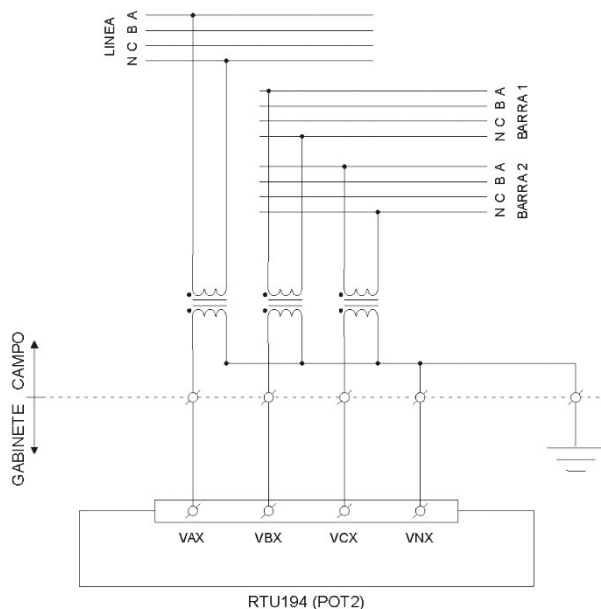 LINEA
A
B
C
N
A
B
C
N
BARRA 1
A
B
C
N
BARRA 2
CAMPO
GABINETE
VAX VBX VCX VNX
RTU194 (POT2)